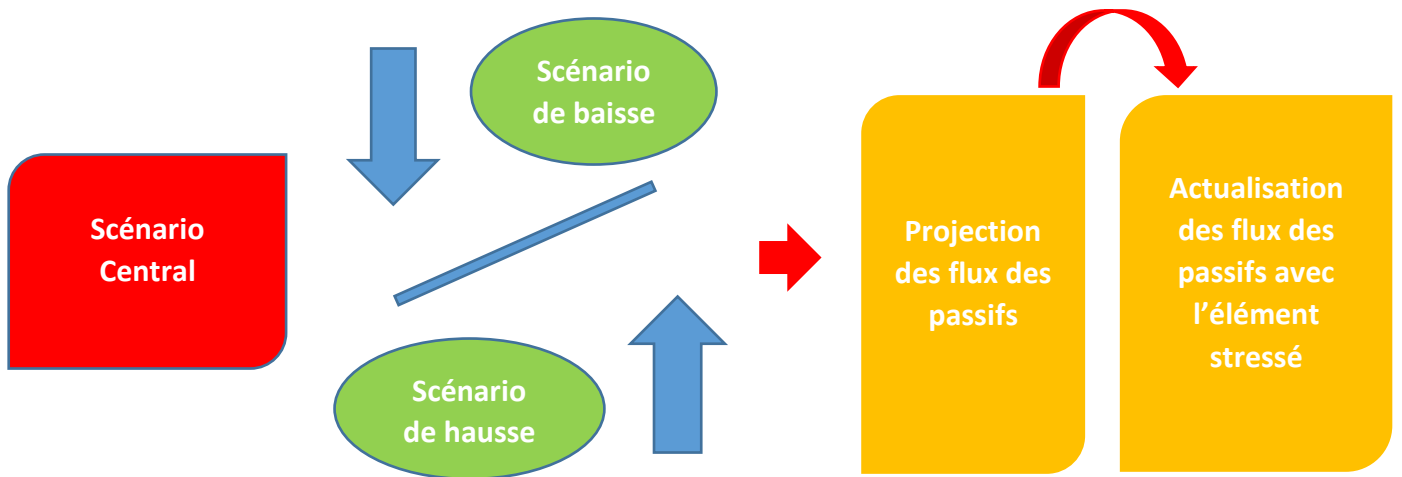 Scénario
Central
Scénario
de baisse
Scénario
de hausse
Projection
des flux des
passifs
Actualisation
des flux des
passifs avec
l’élément
stressé